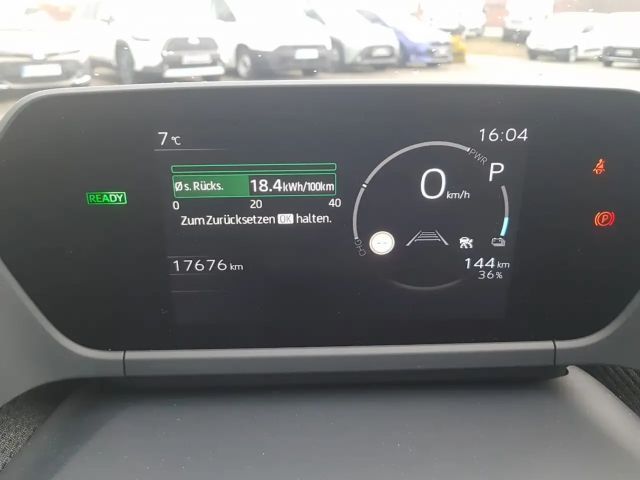 7 °C
16:04
READY
Ø s. Rücks. 18.4 kWh/100km
0 20 40
Zum Zurücksetzen OK halten.
17676 km
PWR
P
0
km/h
CHG
144 km
36%